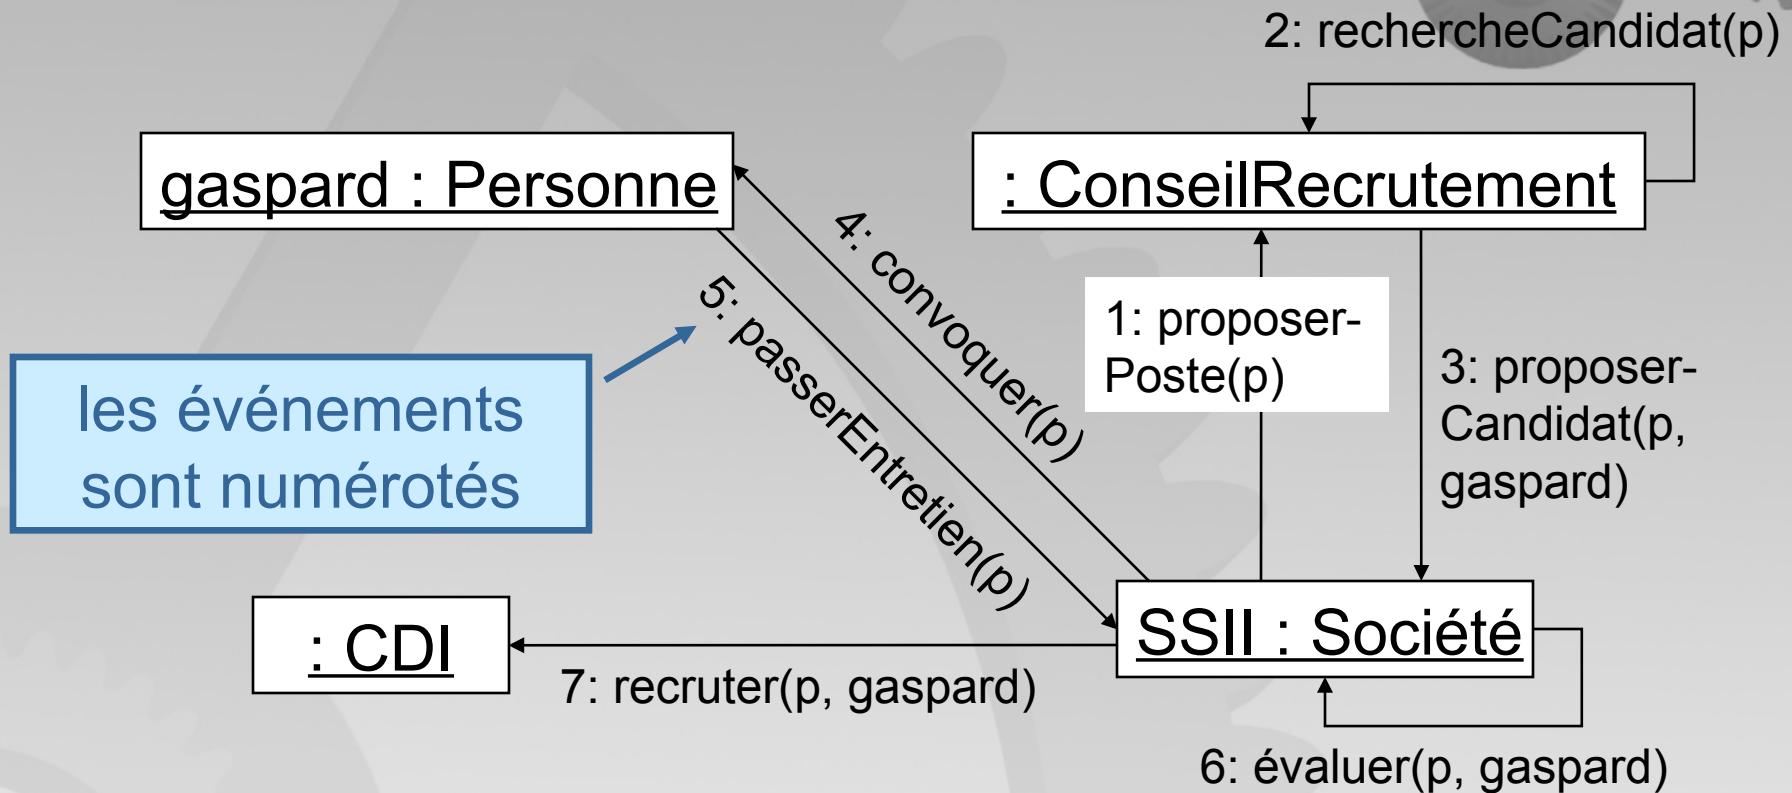 2: rechercheCandidat(p)
gaspard : Personne
: ConseilRecrutement
4: convoquer(p)
5: passerEntretien(p)
1: proposer-
Poste(p)
3: proposer-
Candidat(p,
gaspard)
les événements
sont numérotés
: CDI
SSII : Société
7: recruter(p, gaspard)
6: évaluer(p, gaspard)